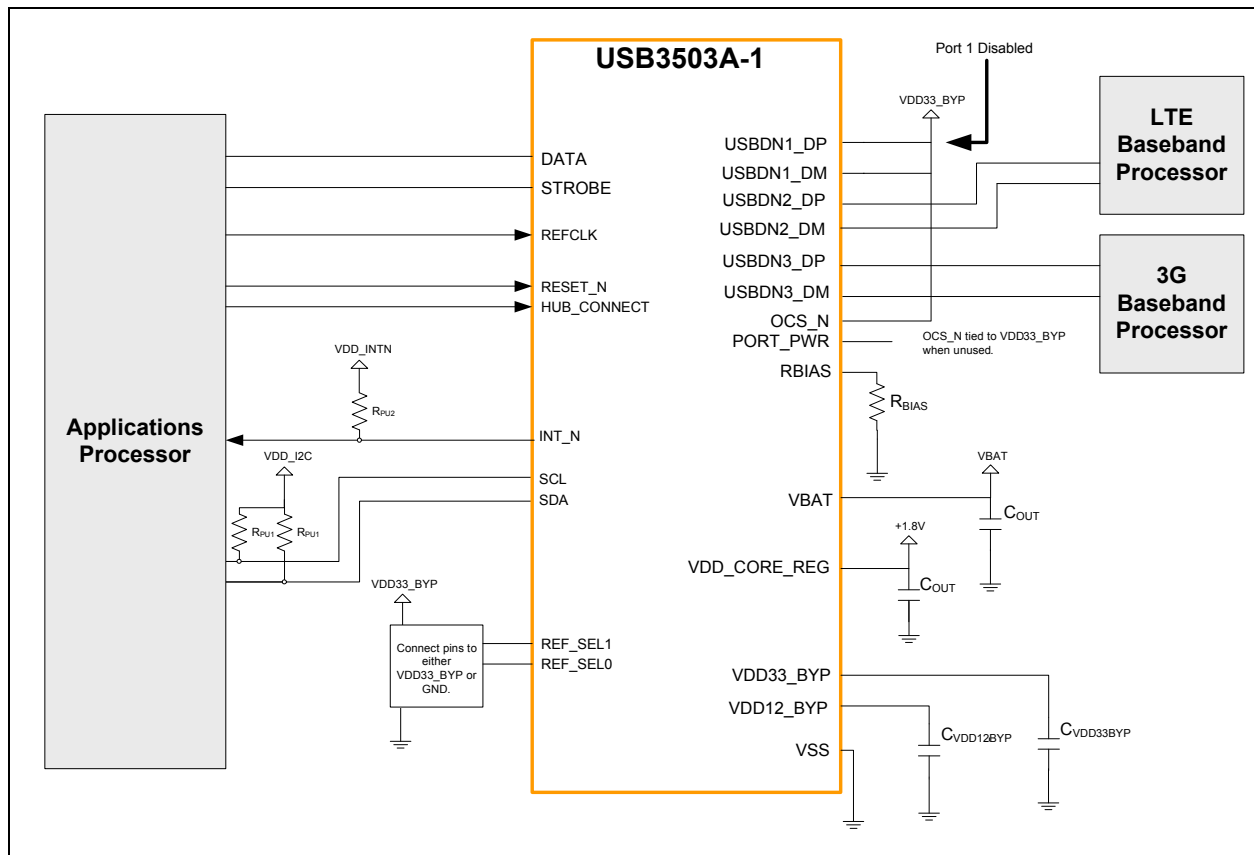 USB3503A-1
Port 1 Disabled
VDD33_BYP
LTE
Baseband
Processor
3G
Baseband
Processor
Applications
Processor
DATA
STROBE
REFCLK
RESET_N
HUB_CONNECT
VDD_INTN
RPU2
INT_N
VDD_I2C
SCL
SDA
RPU1
RPU1
VDD33_BYP
Connect pins to
either
VDD33_BYP or
GND.
REF_SEL1
REF_SEL0
USBDN1_DP
USBDN1_DM
USBDN2_DP
USBDN2_DM
USBDN3_DP
USBDN3_DM
OCS_N
PORT_PWR
OCS_N tied to VDD33_BYP
when unused.
RBIAS
RBIAS
VBAT
VBAT
COUT
+1.8V
VDD_CORE_REG
COUT
VDD33_BYP
VDD12_BYP
VSS
CVDD12BYP
CVDD33BYP